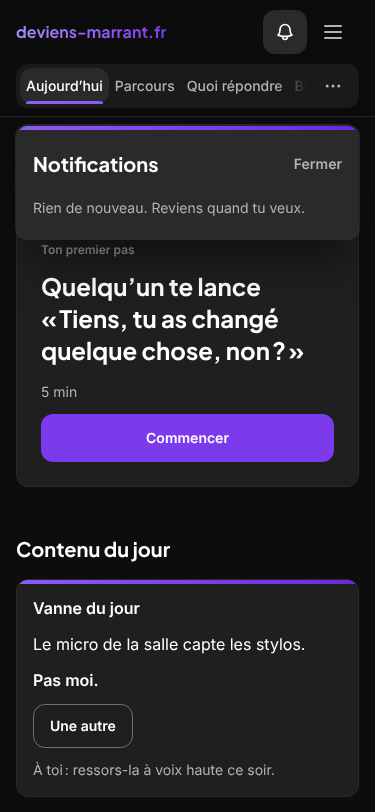 deviens-marrant.fr
Aujourd’hui Parcours Quoi répondre
Notifications Fermer
Rien de nouveau. Reviens quand tu veux.
Ton premier pas
Quelqu’un te lance
« Tiens, tu as changé
quelque chose, non ? »
5 min
Commencer
Contenu du jour
Vanne du jour
Le micro de la salle capte les stylos.
Pas moi.
Une autre
À toi : ressors-la à voix haute ce soir.